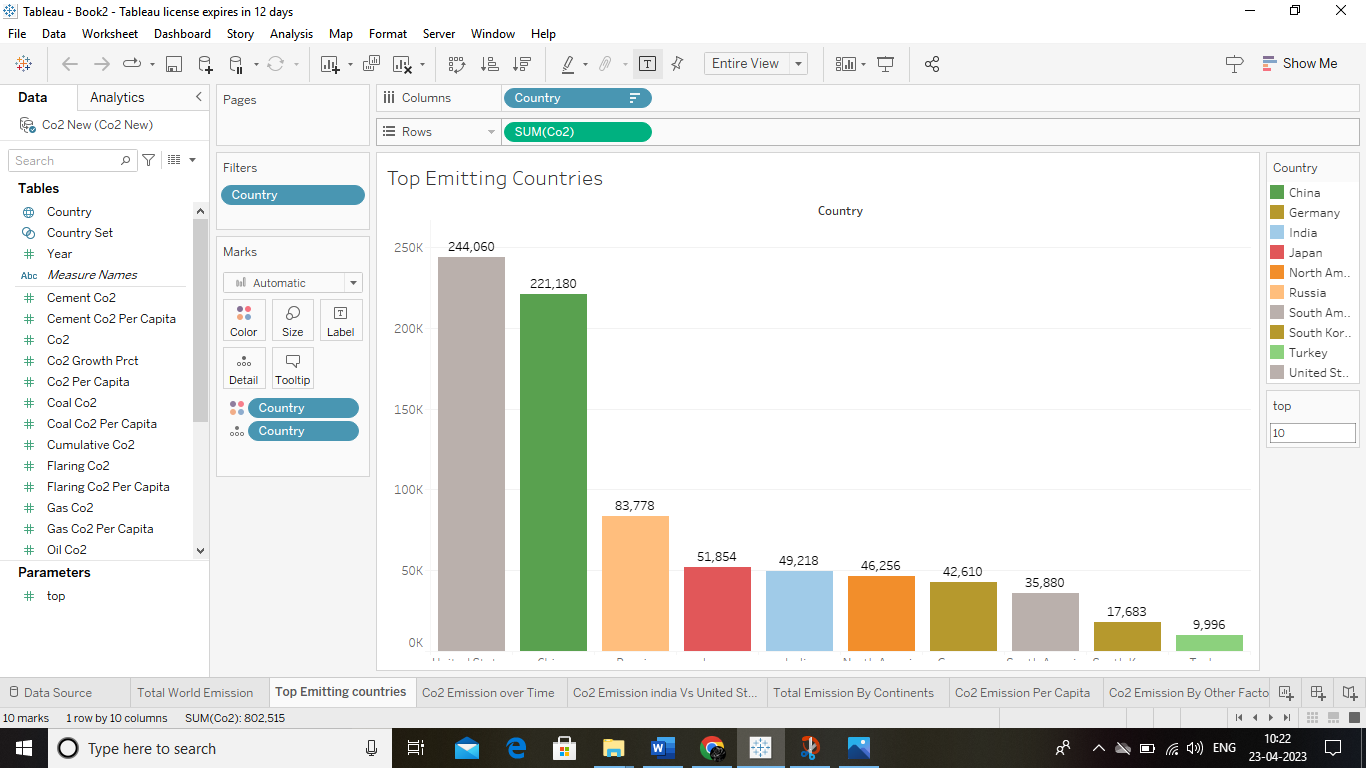 Tableau - Book2 - Tableau license expires in 12 days
File Data Worksheet Dashboard Story Analysis Map Format Server Window Help
Entire View
Show Me
Data Analytics
Co2 New (Co2 New)
Search
Tables
Country
Country Set
Year
Abc Measure Names
Cement Co2
Cement Co2 Per Capita
Co2
Co2 Growth Prct
Co2 Per Capita
Coal Co2
Coal Co2 Per Capita
Cumulative Co2
Flaring Co2
Flaring Co2 Per Capita
Gas Co2
Gas Co2 Per Capita
Oil Co2
Parameters
top
Pages
Filters
Country
Marks
Automatic
Color Size Label
Detail Tooltip
Country
Country
Columns Country
Rows SUM(Co2)
Top Emitting Countries
Country
250K
200K
150K
100K
50K
0K
244,060
221,180
83,778
51,854
49,218
46,256
42,610
35,880
17,683
9,996
Country
China
Germany
India
Japan
North Am..
Russia
South Am..
South Kor..
Turkey
United St..
top
10
Data Source Total World Emission Top Emitting countries Co2 Emission over Time Co2 Emission india Vs United St... Total Emission By Continents Co2 Emission Per Capita Co2 Emission By Other Facto
10 marks 1 row by 10 columns SUM(Co2): 802,515
Type here to search
ENG
10:22
23-04-2023